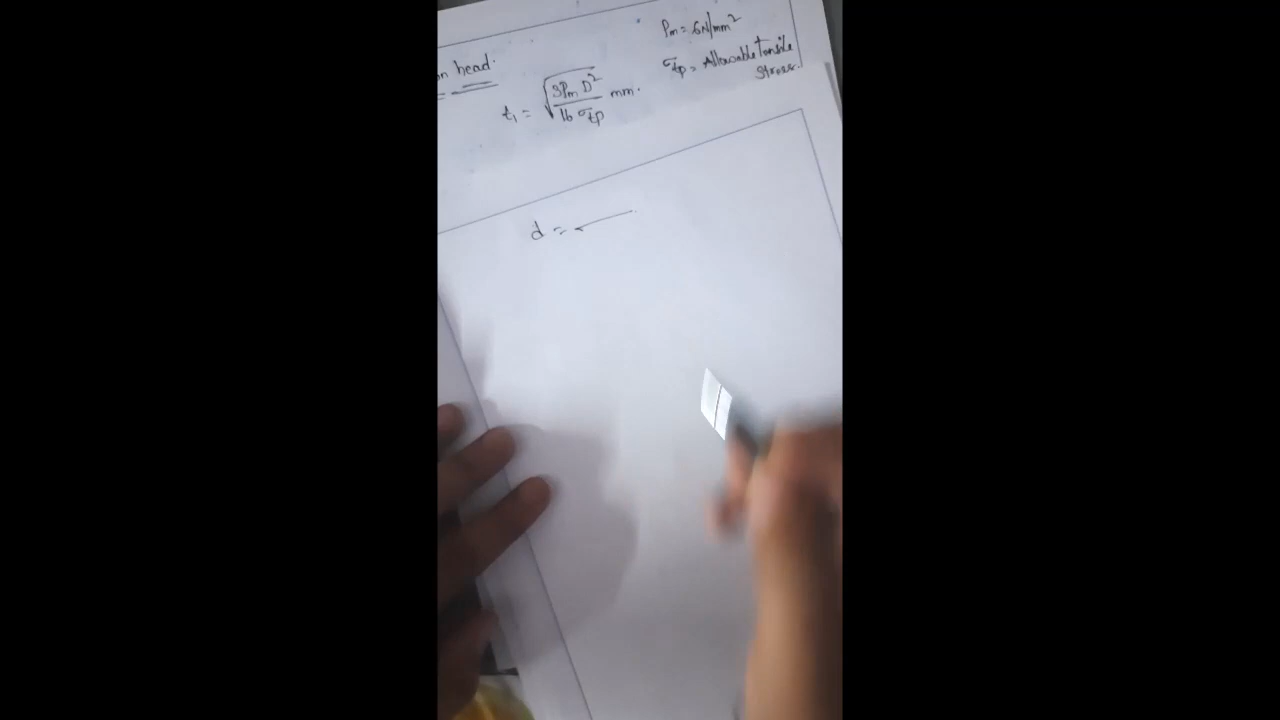 Pm = 6N/mm²
σtp = Allowable Tensile
stress.
n head.
t₁ = √(3Pm D² / 16 σtp) mm.
d =